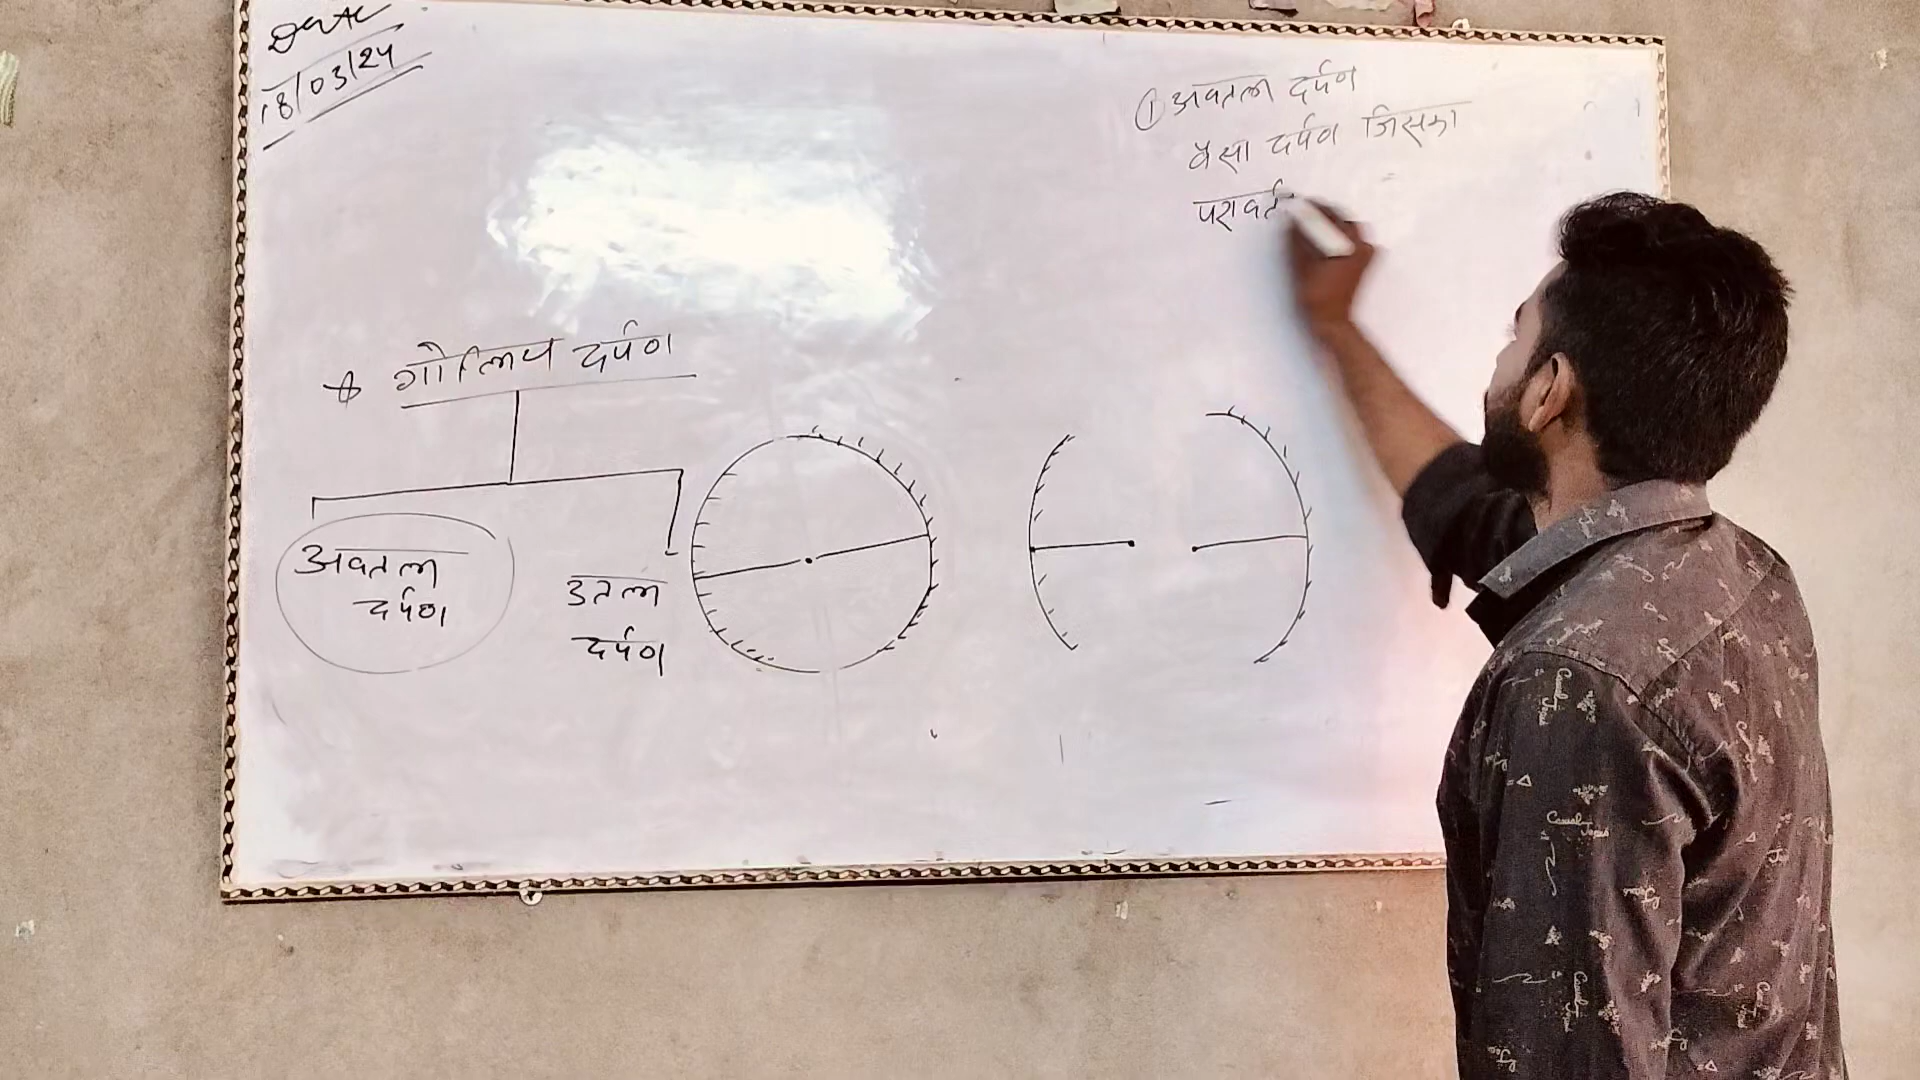 Date
18/03/24
① अवतल दर्पण
वैसा दर्पण जिसका
परावर्त
* गोलिय दर्पण
अवतल
दर्पण
उतल
दर्पण